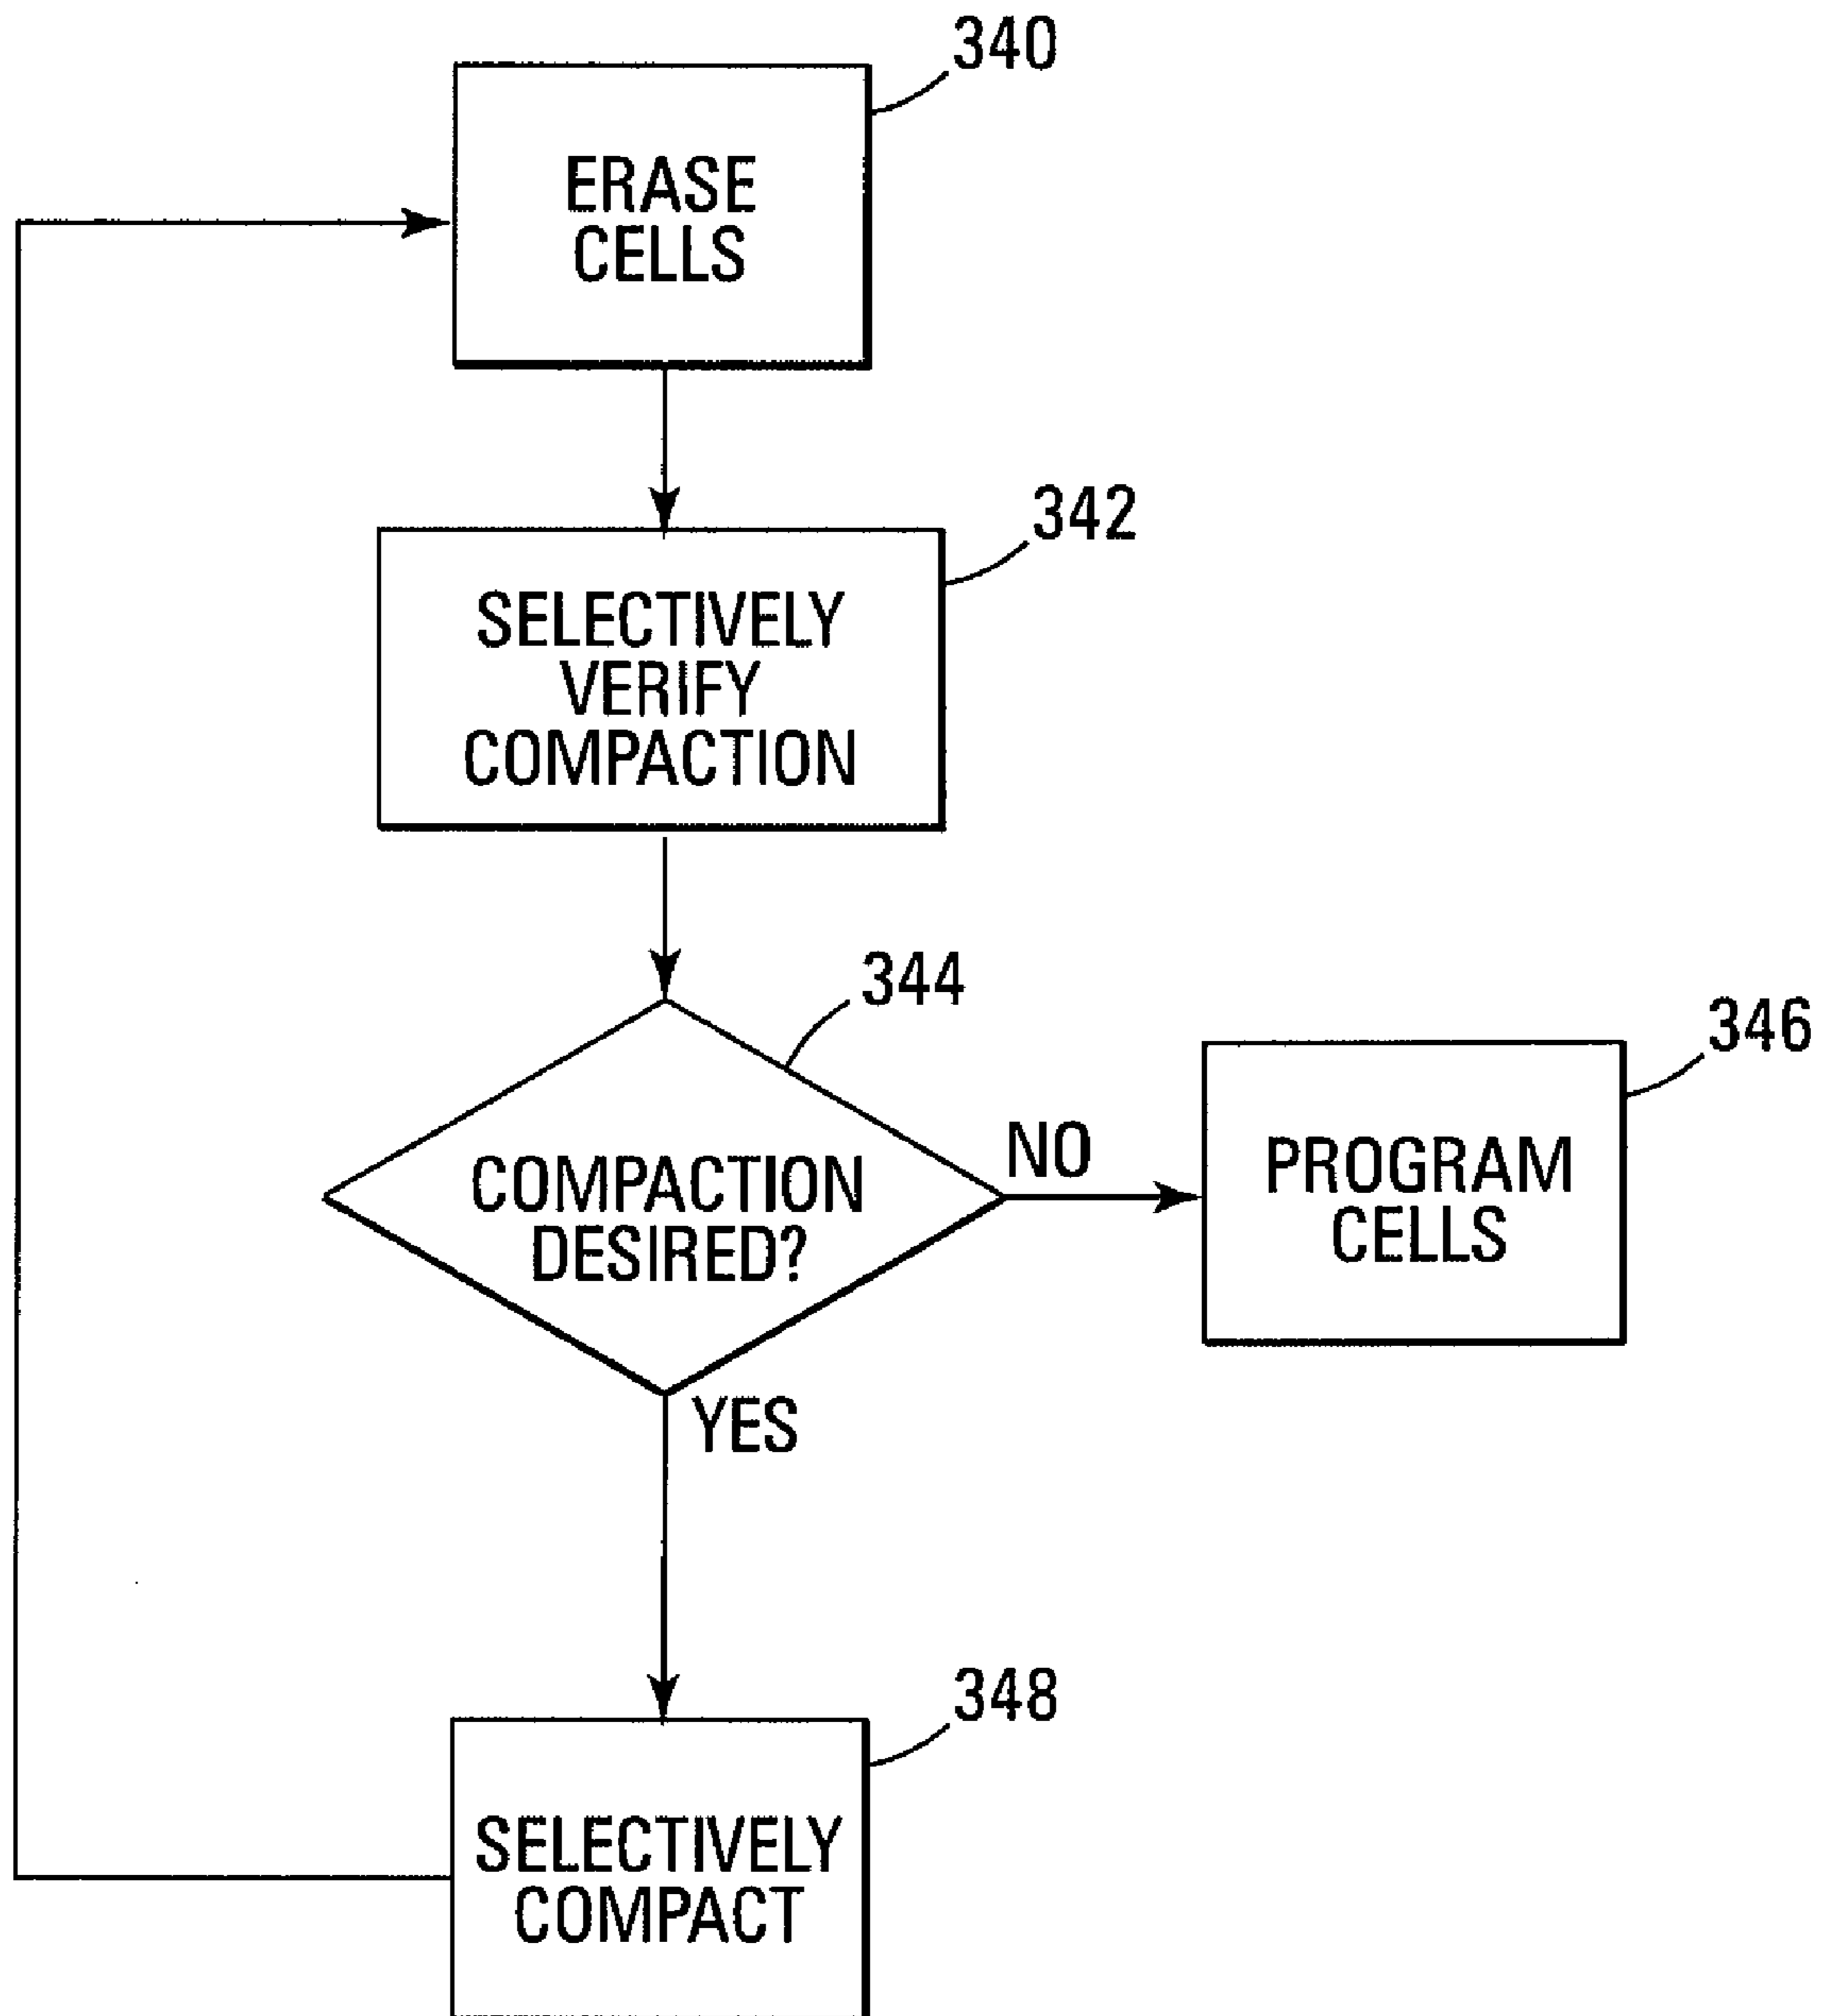 340
ERASE
CELLS
342
SELECTIVELY
VERIFY
COMPACTION
344
COMPACTION
DESIRED?
NO
346
PROGRAM
CELLS
YES
348
SELECTIVELY
COMPACT